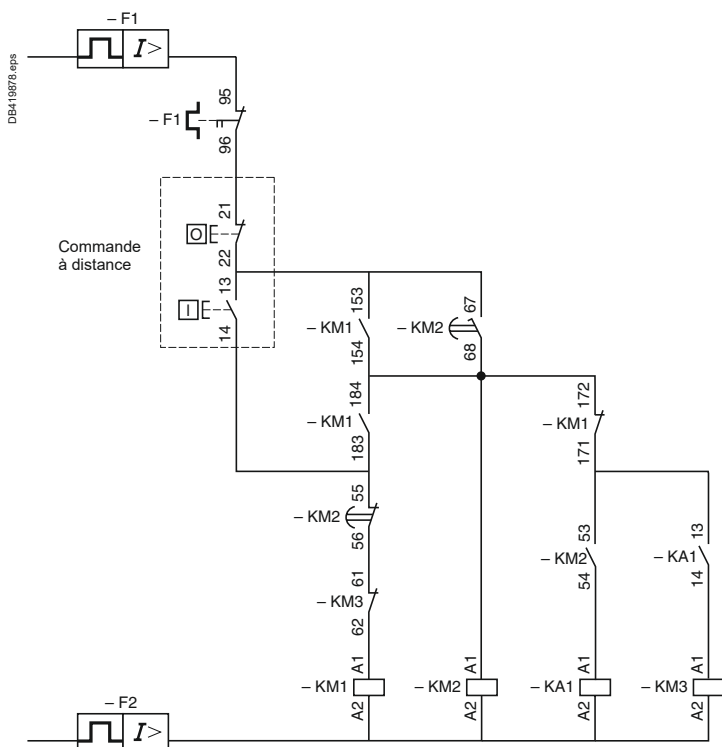 – F1
I>
DB419878.eps
95
– F1
96
21
O
22
Commande
à distance
13
I
14
153
– KM1
154
67
– KM2
68
184
– KM1
183
172
– KM1
171
55
– KM2
56
53
– KM2
54
13
– KA1
14
61
– KM3
62
A1
– KM1
A2
A1
– KM2
A2
A1
– KA1
A2
A1
– KM3
A2
– F2
I>